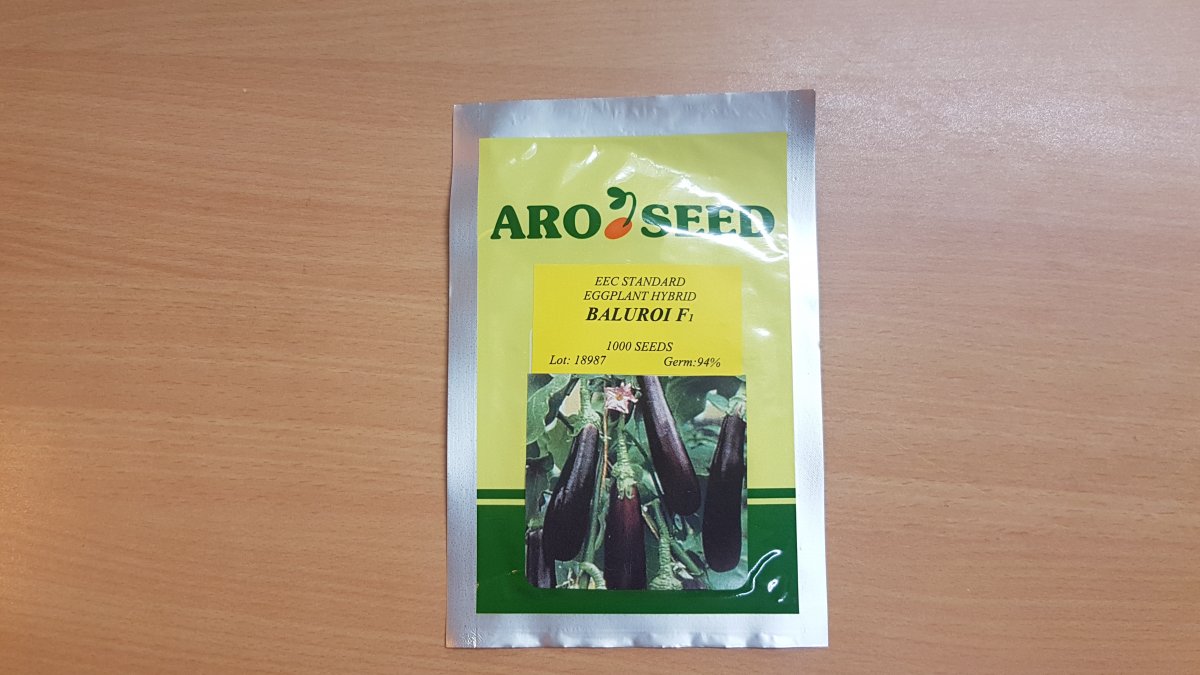 ARO SEED
EEC STANDARD
EGGPLANT HYBRID
BALUROI F1
1000 SEEDS
Lot: 18987 Germ:94%